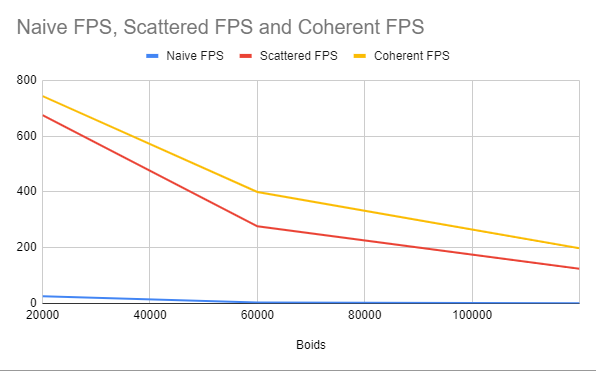 Naive FPS, Scattered FPS and Coherent FPS
Naive FPS Scattered FPS Coherent FPS
800
600
400
200
0
20000 40000 60000 80000 100000
Boids